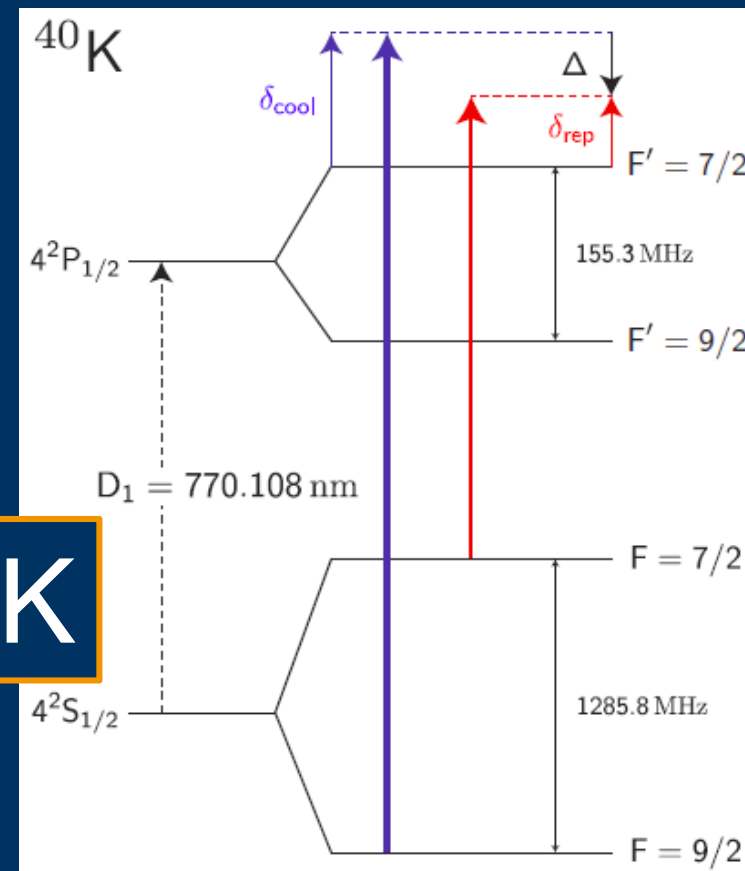 ⁴⁰K
Δ
δcool
δrep
F′ = 7/2
4²P₁/₂
155.3 MHz
F′ = 9/2
D₁ = 770.108 nm
K
F = 7/2
4²S₁/₂
1285.8 MHz
F = 9/2